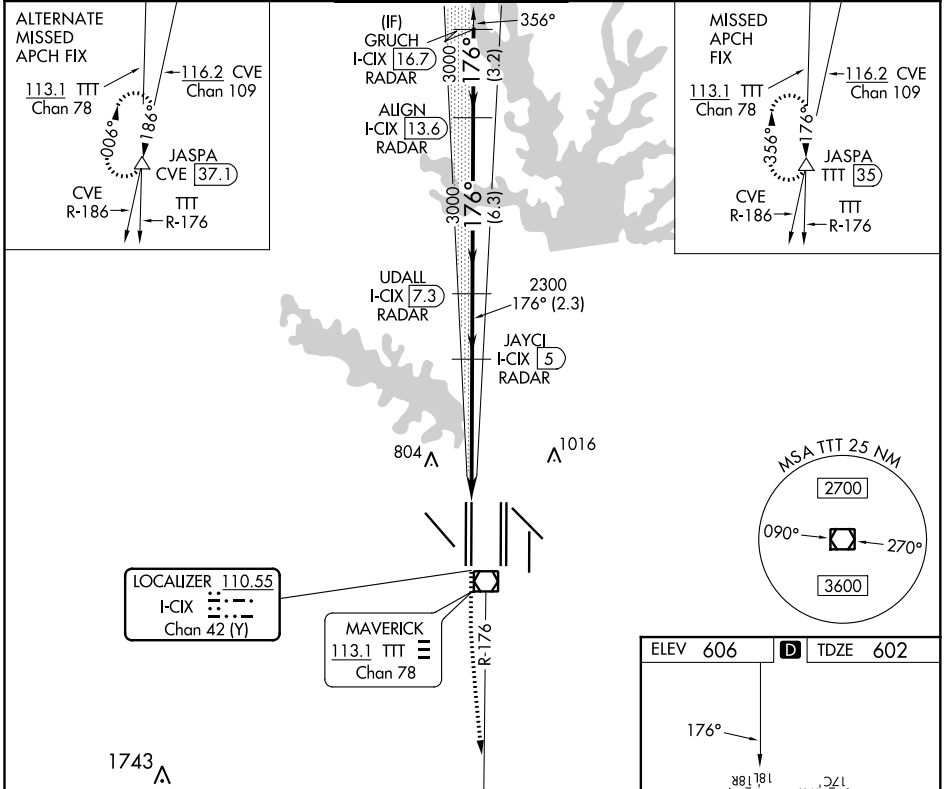 ALTERNATE
MISSED
APCH FIX
113.1 TTT
Chan 78
116.2 CVE
Chan 109
006°
186°
JASPA
CVE 37.1
CVE
R-186
TTT
R-176
(IF)
GRUCH
I-CIX 16.7
RADAR
356°
3000
176°
(3.2)
ALIGN
I-CIX 13.6
RADAR
3000
176°
(6.3)
UDALL
I-CIX 7.3
RADAR
2300
176° (2.3)
JAYCI
I-CIX 5
RADAR
804
1016
MISSED
APCH
FIX
113.1 TTT
Chan 78
116.2 CVE
Chan 109
356°
176°
JASPA
TTT 35
CVE
R-186
TTT
R-176
MSA TTT 25 NM
2700
090°
270°
3600
LOCALIZER 110.55
I-CIX
Chan 42 (Y)
MAVERICK
113.1 TTT
Chan 78
R-176
1743
ELEV 606 D TDZE 602
176°
18R 18L
17C